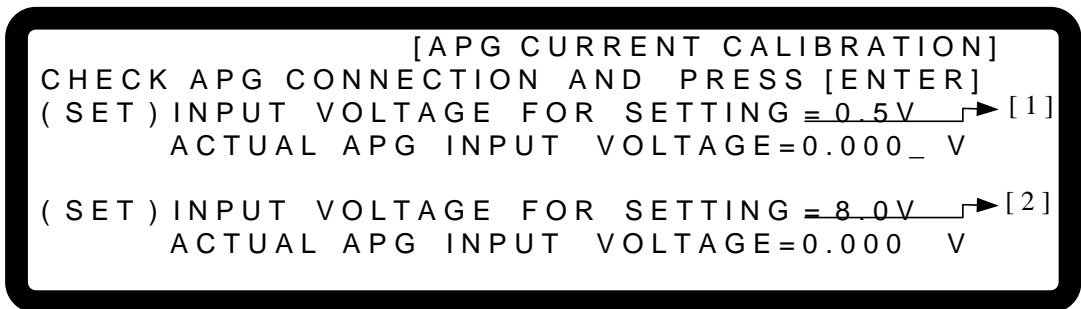 [APG CURRENT CALIBRATION]
CHECK APG CONNECTION AND PRESS [ENTER]
(SET) INPUT VOLTAGE FOR SETTING = 0.5V [1]
ACTUAL APG INPUT VOLTAGE=0.000_ V
(SET) INPUT VOLTAGE FOR SETTING = 8.0V [2]
ACTUAL APG INPUT VOLTAGE=0.000 V